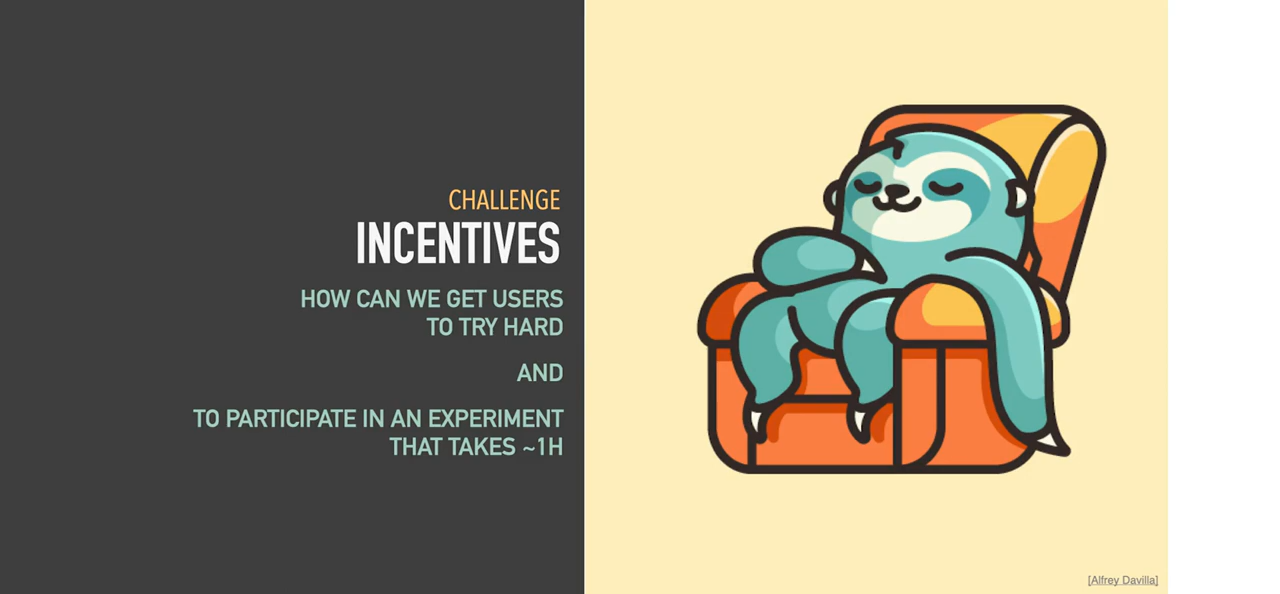 CHALLENGE
INCENTIVES
HOW CAN WE GET USERS
TO TRY HARD
AND
TO PARTICIPATE IN AN EXPERIMENT
THAT TAKES ~1H
[Alfrey Davilla]